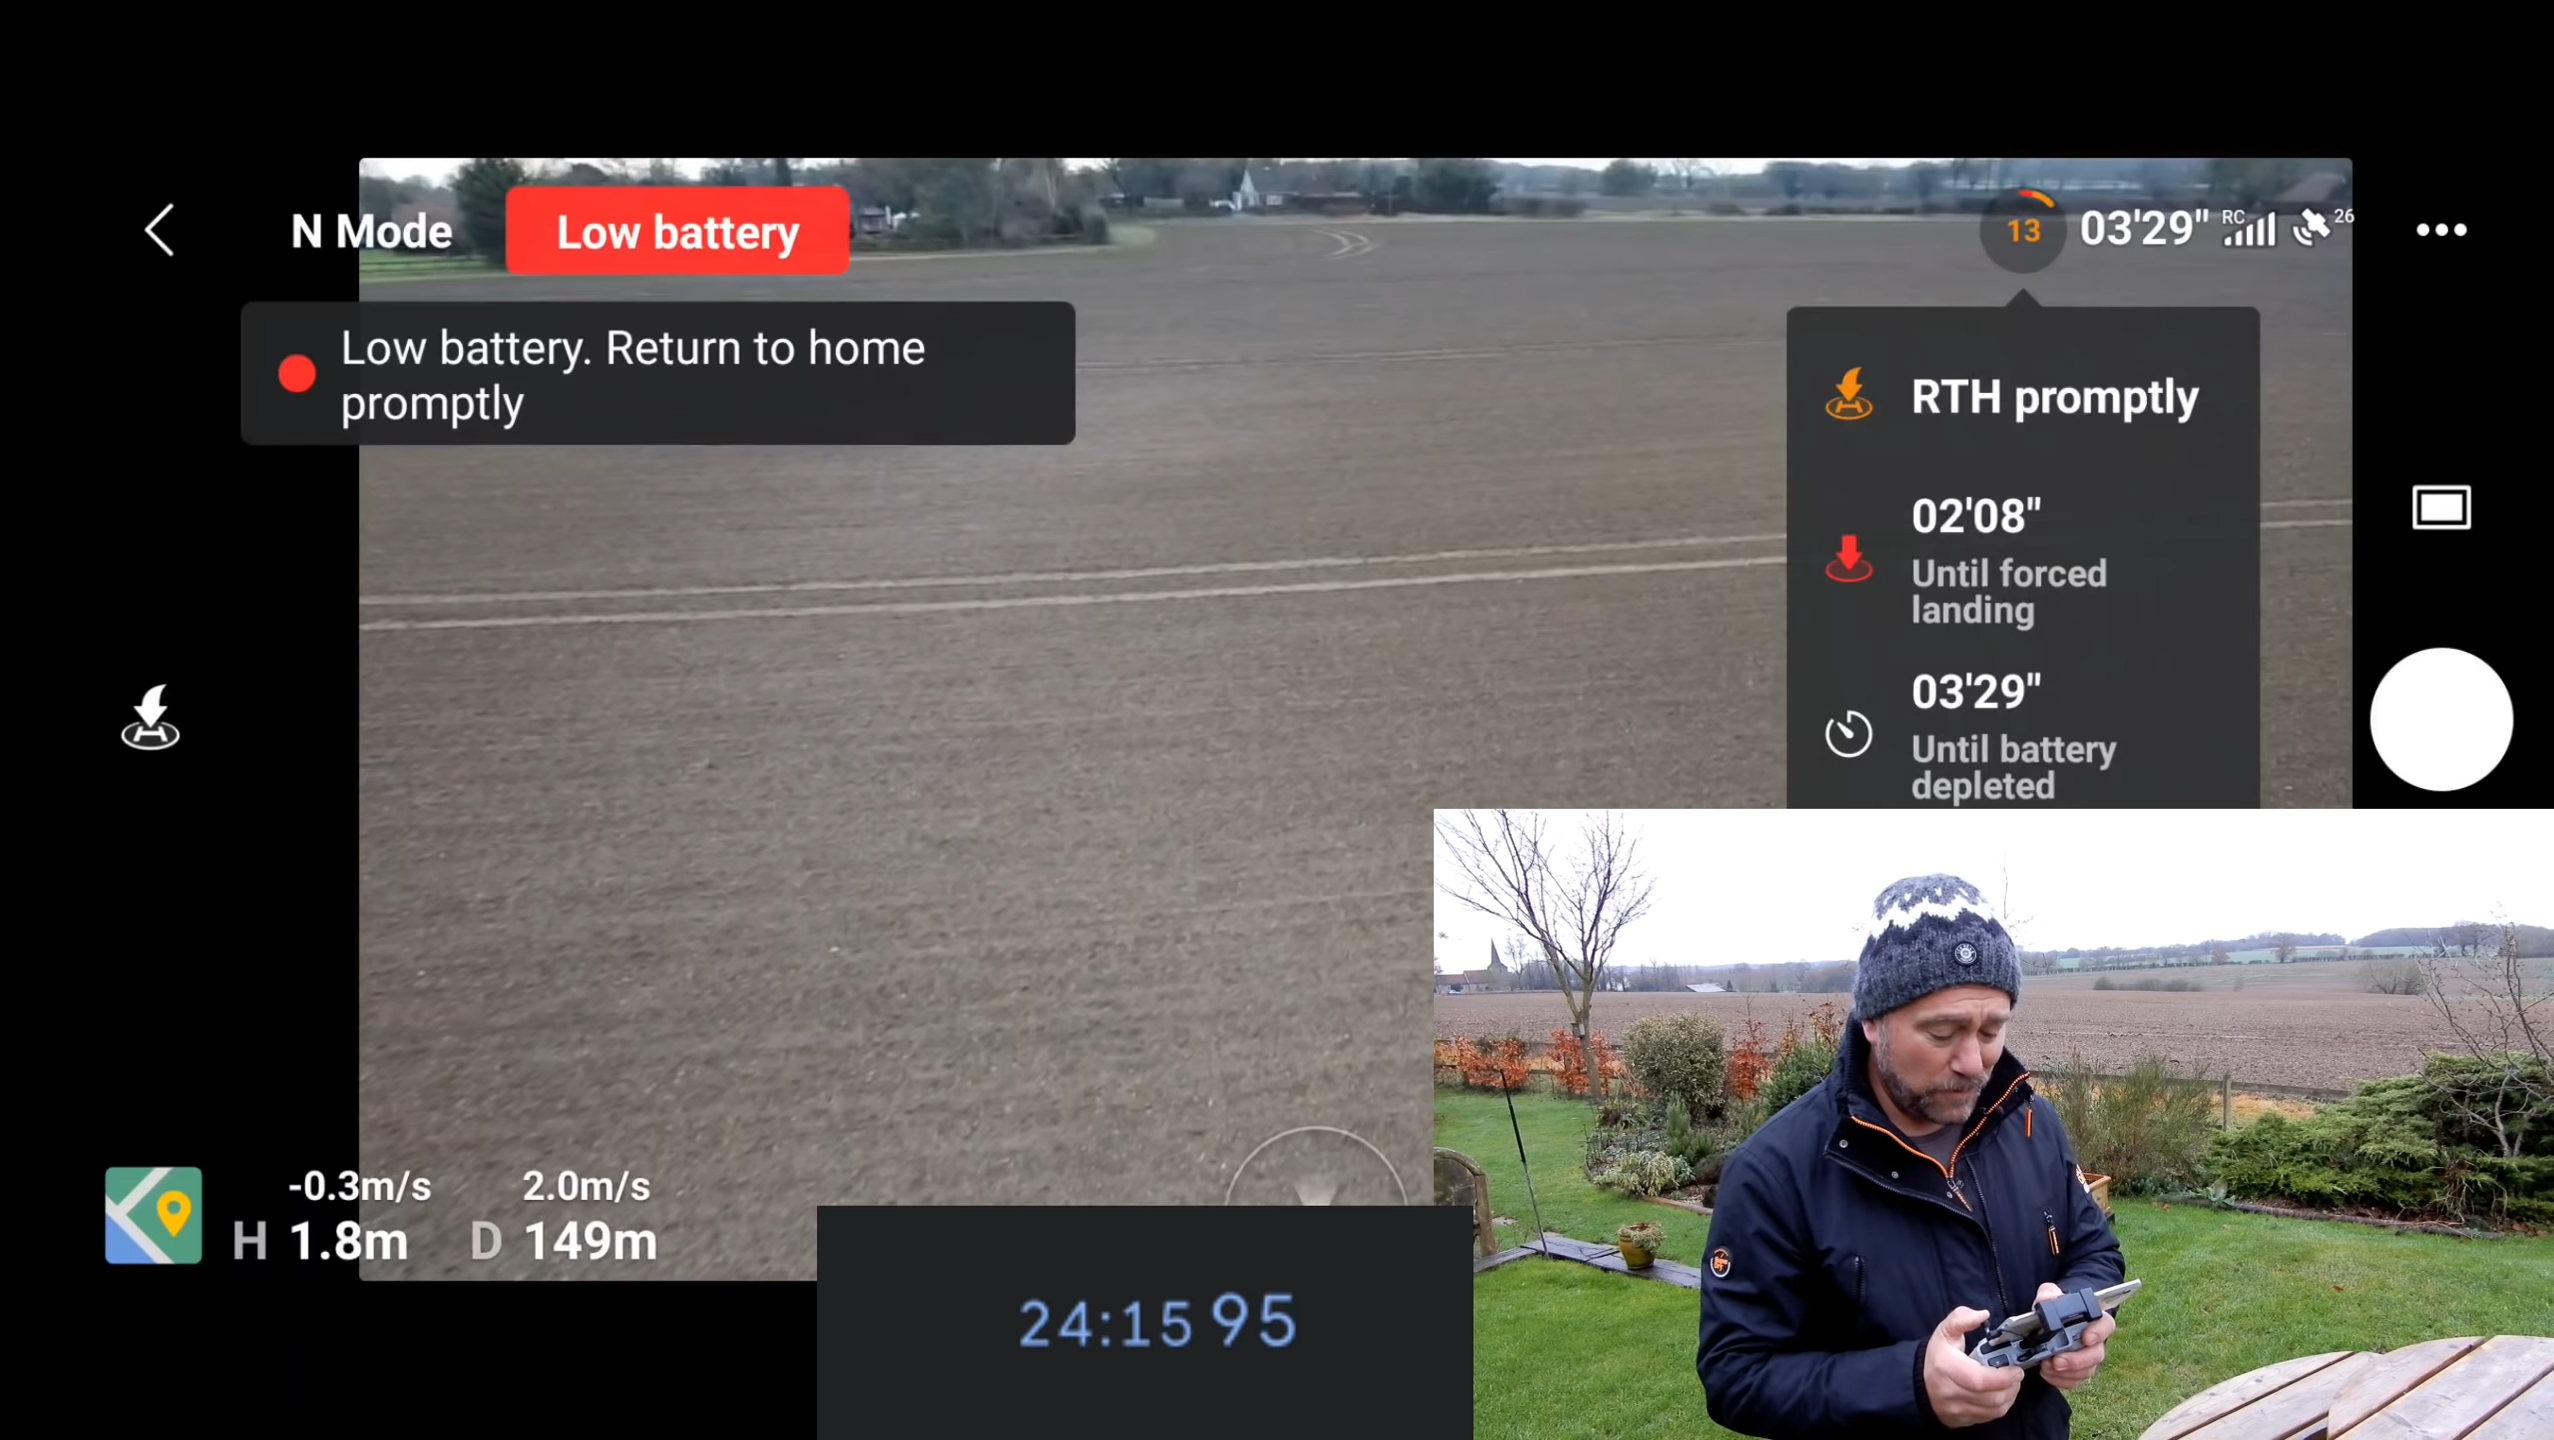 N Mode
Low battery
13
03'29"
RC
26
Low battery. Return to home
promptly
RTH promptly
02'08"
Until forced
landing
03'29"
Until battery
depleted
-0.3m/s 2.0m/s
H 1.8m D 149m
24:15 95